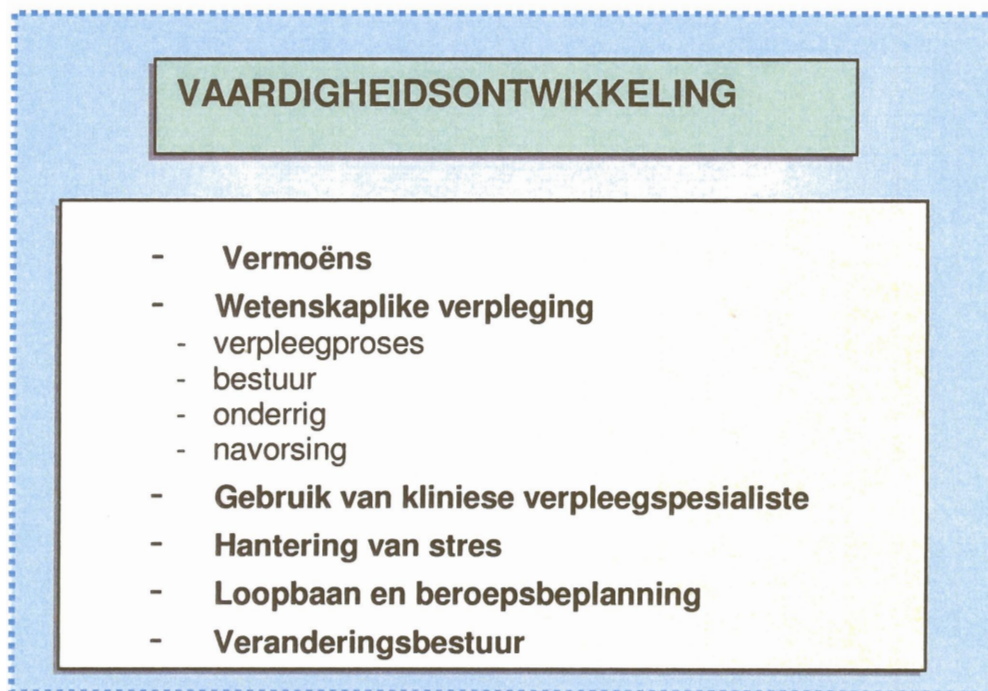 VAARDIGHEIDSONTWIKKELING
- Vermoëns
- Wetenskaplike verpleging
- verpleegproses
- bestuur
- onderrig
- navorsing
- Gebruik van kliniese verpleegspesialiste
- Hantering van stres
- Loopbaan en beroepsbeplanning
- Veranderingsbestuur